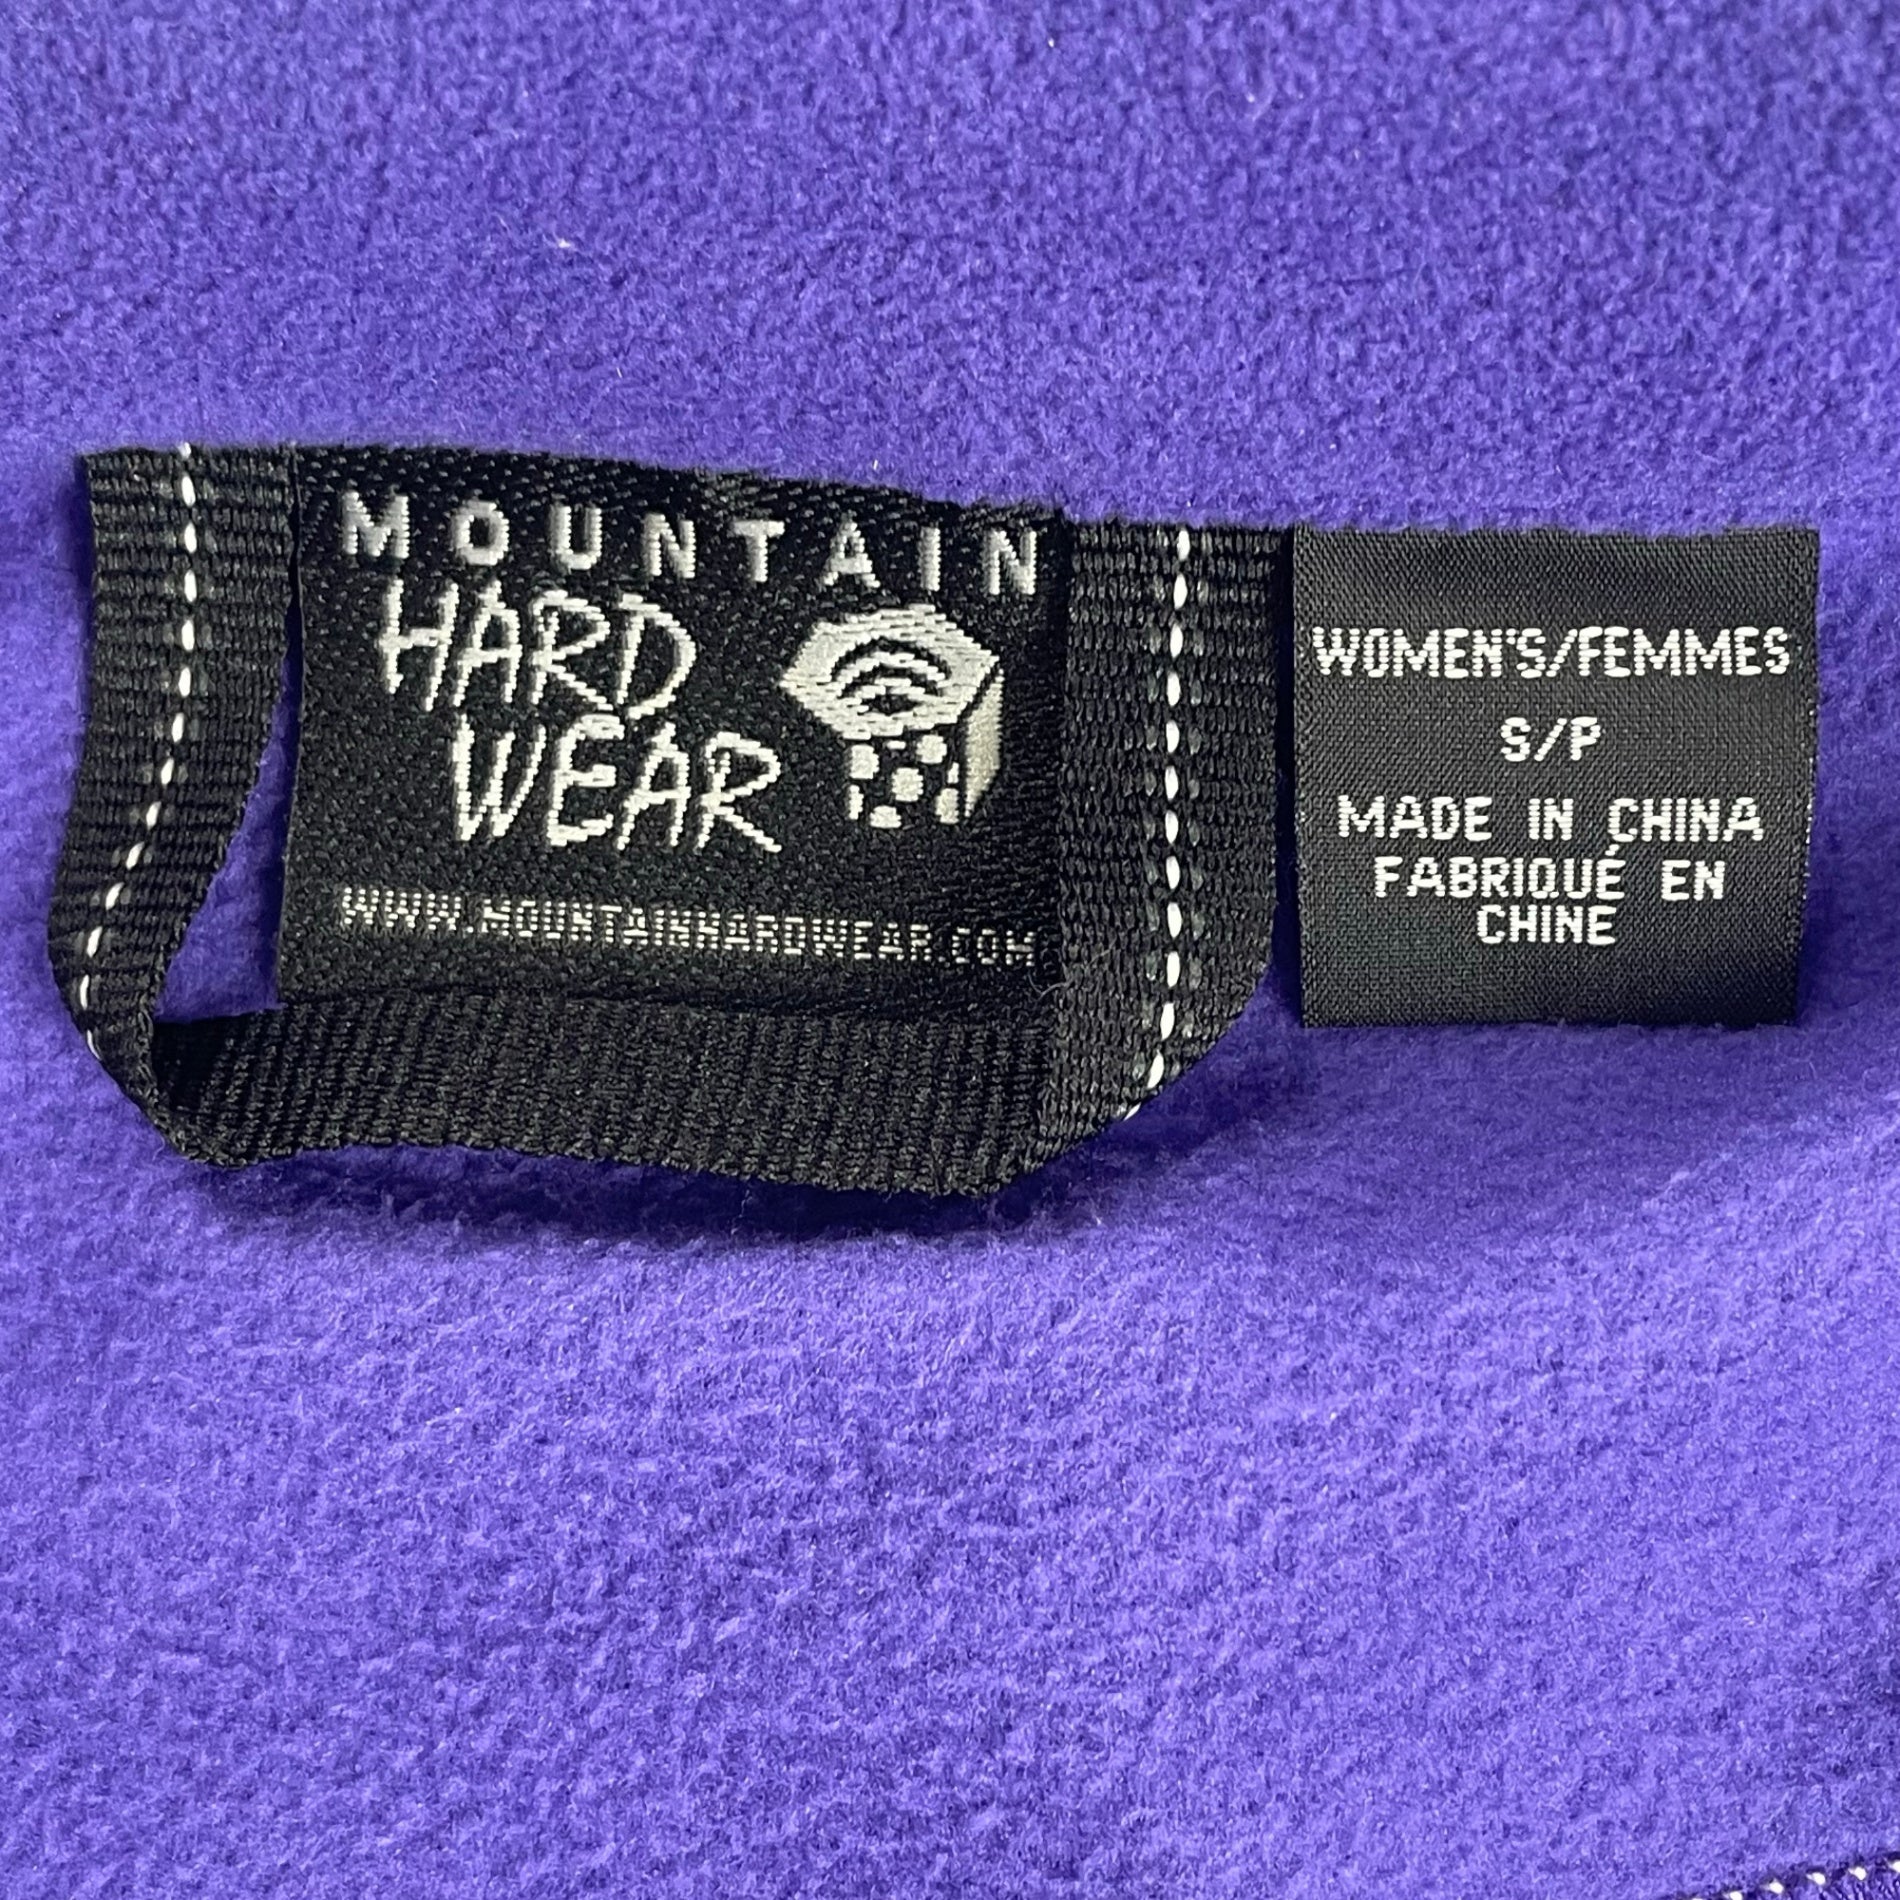 MOUNTAIN
HARD
WEAR
WWW.MOUNTAINHARDWEAR.COM
WOMEN'S/FEMMES
S/P
MADE IN CHINA
FABRIQUÉ EN
CHINE